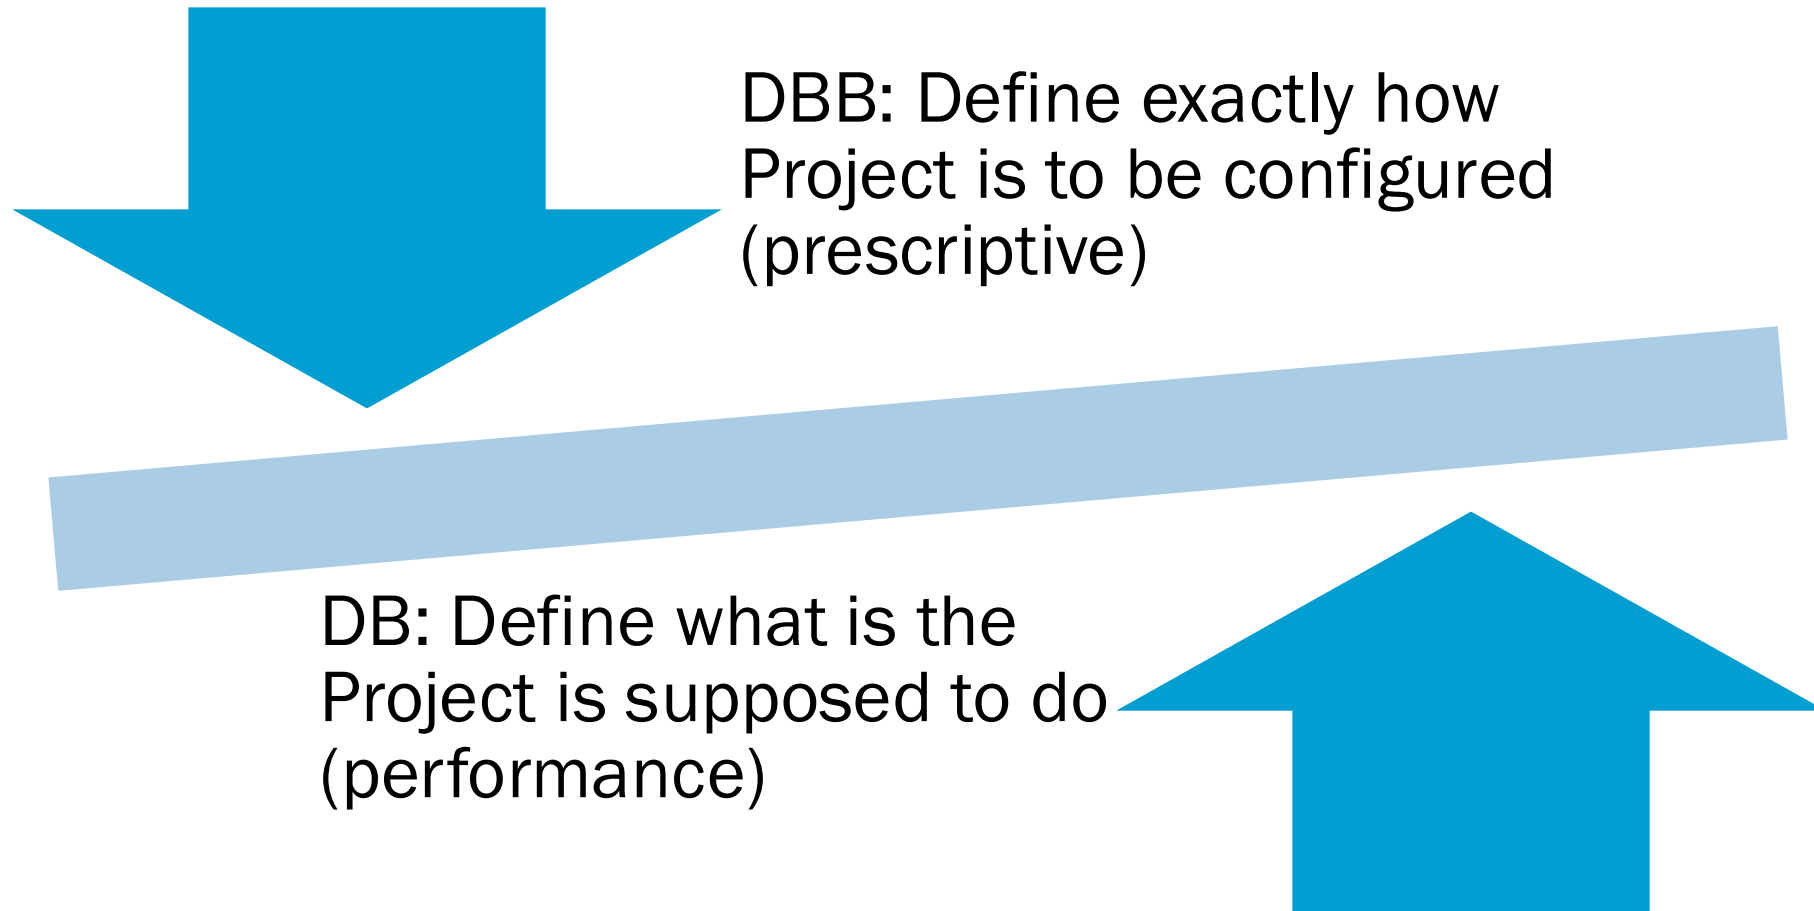 DBB: Define exactly how
Project is to be configured
(prescriptive)
DB: Define what is the
Project is supposed to do
(performance)